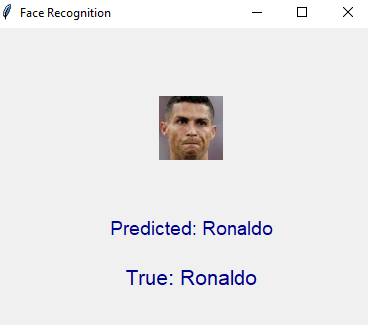 Face Recognition
Predicted: Ronaldo
True: Ronaldo